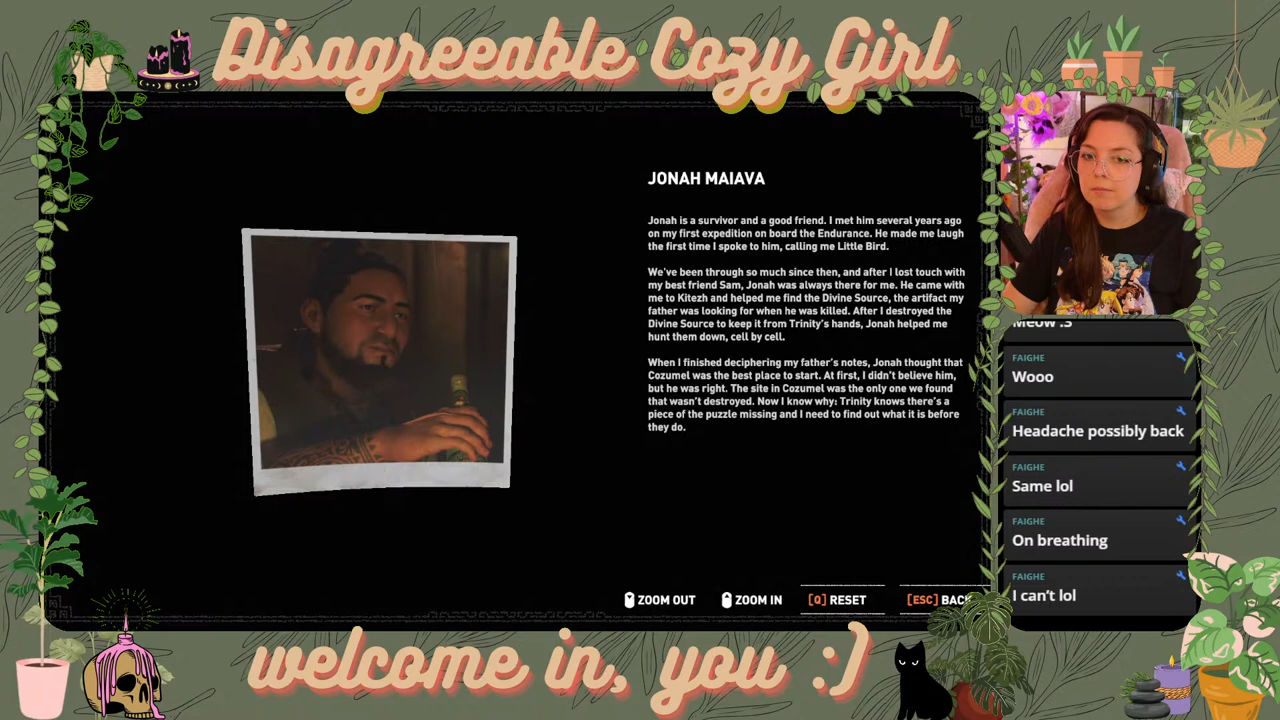 Disagreeable Cozy Girl
JONAH MAIAVA
Jonah is a survivor and a good friend. I met him several years ago
on my first expedition on board the Endurance. He made me laugh
the first time I spoke to him, calling me Little Bird.
We've been through so much since then, and after I lost touch with
my best friend Sam, Jonah was always there for me. He came with
me to Kitezh and helped me find the Divine Source, the artifact my
father was looking for when he was killed. After I destroyed the
Divine Source to keep it from Trinity's hands, Jonah helped me
hunt them down, cell by cell.
When I finished deciphering my father's notes, Jonah thought that
Cozumel was the best place to start. At first, I didn't believe him,
but he was right. The site in Cozumel was the only one we found
that wasn't destroyed. Now I know why: Trinity knows there's a
piece of the puzzle missing and I need to find out what it is before
they do.
ZOOM OUT
ZOOM IN
[Q] RESET
[ESC] BACK
Meow :3
FAIGHE
Wooo
FAIGHE
Headache possibly back
FAIGHE
Same lol
FAIGHE
On breathing
FAIGHE
I can't lol
welcome in, you :)